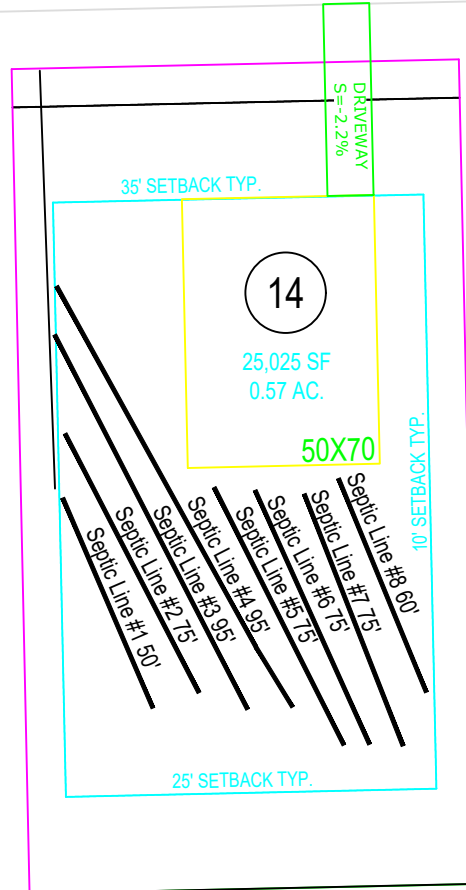 DRIVEWAY
S=-2.2%
35' SETBACK TYP.
14
25,025 SF
0.57 AC.
50X70
10' SETBACK TYP.
Septic Line #1 50'
Septic Line #2 75'
Septic Line #3 95'
Septic Line #4 95'
Septic Line #5 75'
Septic Line #6 75'
Septic Line #7 75'
Septic Line #8 60'
25' SETBACK TYP.